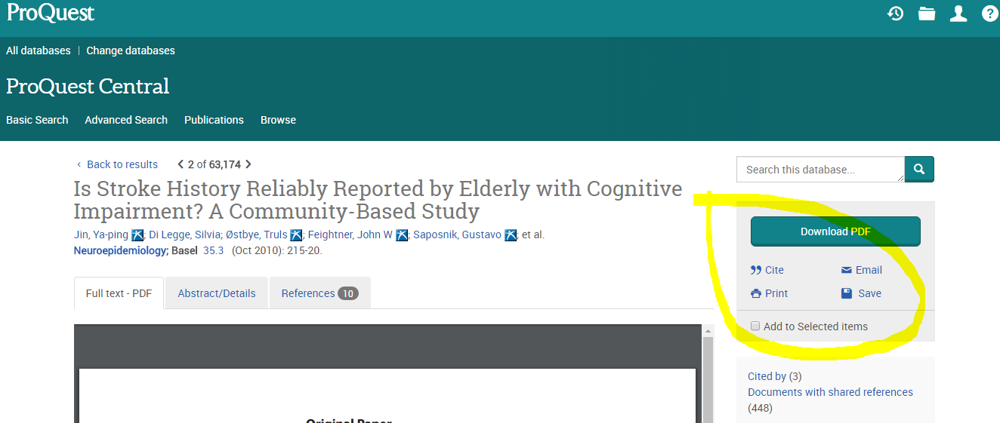 ProQuest
?
All databases | Change databases
ProQuest Central
Basic Search Advanced Search Publications Browse
‹ Back to results 2 of 63,174
Search this database...
Is Stroke History Reliably Reported by Elderly with Cognitive
Impairment? A Community-Based Study
Jin, Ya-ping; Di Legge, Silvia; Østbye, Truls; Feightner, John W; Saposnik, Gustavo; et al.
Neuroepidemiology; Basel 35.3 (Oct 2010): 215-20.
Download PDF
Cite Email
Print Save
Add to Selected items
Full text - PDF Abstract/Details References 10
Cited by (3)
Documents with shared references
(448)
Original Paper